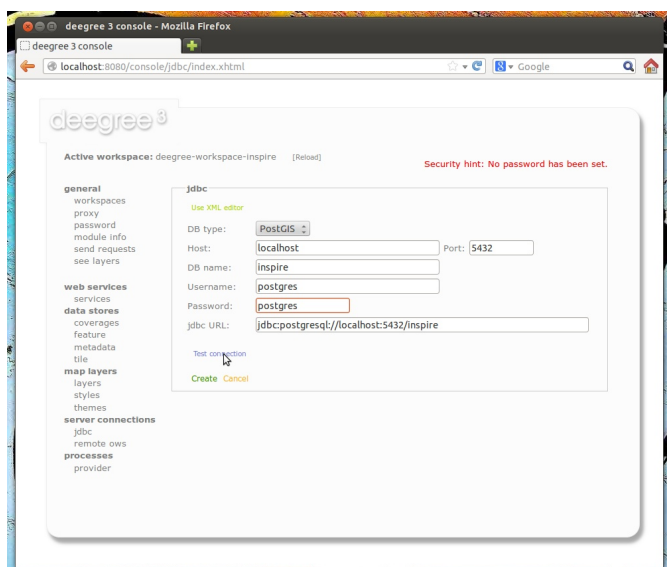 deegree 3 console - Mozilla Firefox
deegree 3 console
localhost:8080/console/jdbc/index.xhtml
Google
deegree 3
Active workspace: deegree-workspace-inspire [Reload]
Security hint: No password has been set.
general
workspaces
proxy
password
module info
send requests
see layers
web services
services
data stores
coverages
feature
metadata
tile
map layers
layers
styles
themes
server connections
jdbc
remote ows
processes
provider
jdbc
Use XML editor
DB type: PostGIS
Host: localhost Port: 5432
DB name: inspire
Username: postgres
Password: postgres
jdbc URL: jdbc:postgresql://localhost:5432/inspire
Test connection
Create Cancel